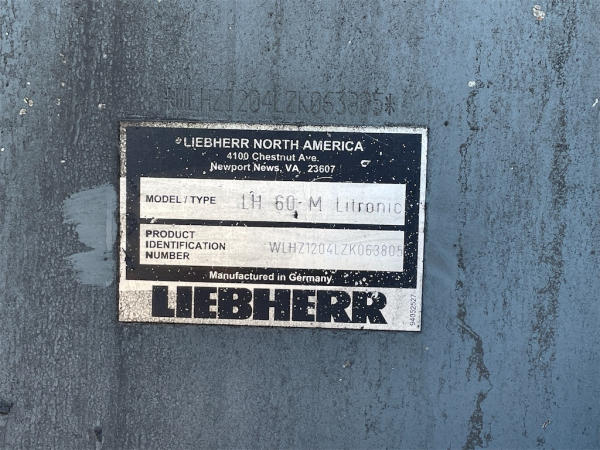 *WLHZ1204LZK063805*
LIEBHERR NORTH AMERICA
4100 Chestnut Ave.
Newport News, VA 23607
MODEL / TYPE LH 60-M Litronic
PRODUCT
IDENTIFICATION
NUMBER
WLHZ1204LZK063805
Manufactured in Germany
LIEBHERR
94052527